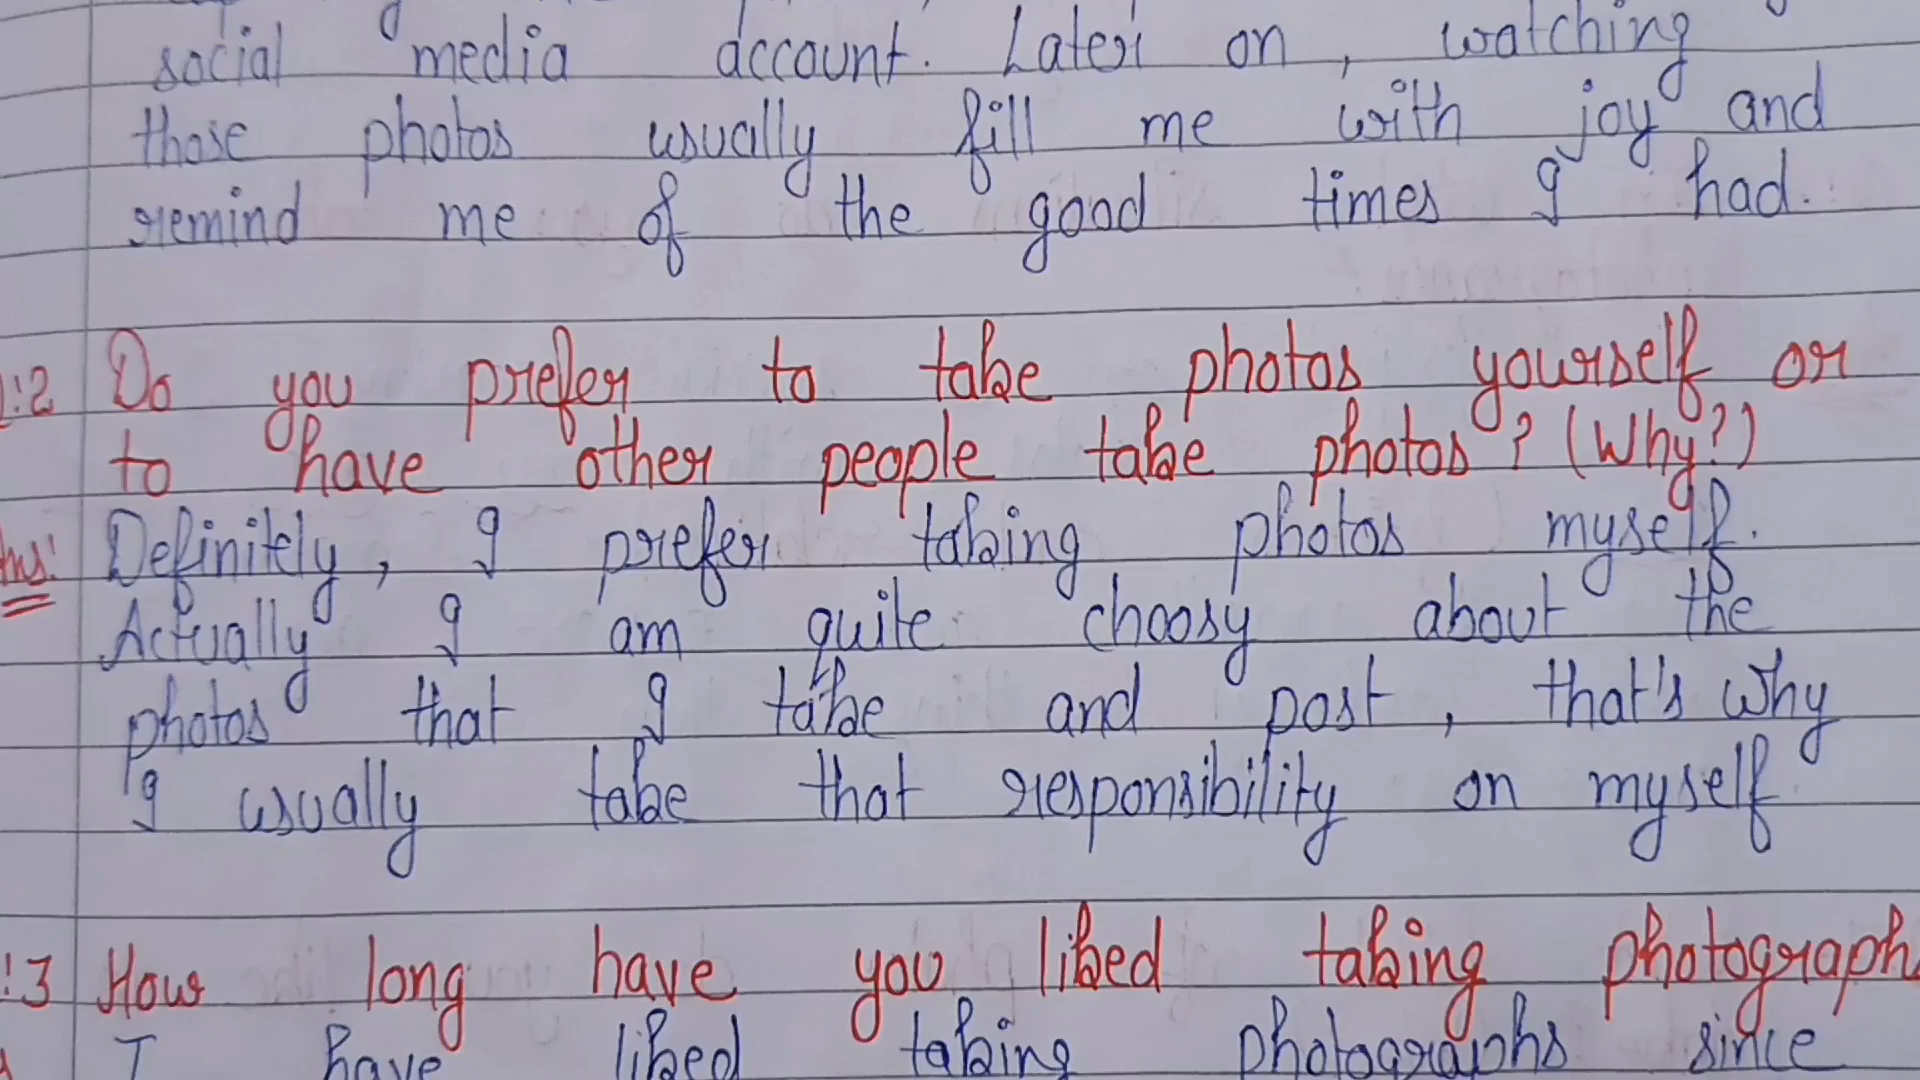 social media account. Later on, watching
those photos usually fill me with joy and
remind me of the good times I had.
:2 Do you prefer to take photos yourself or
to have other people take photos? (Why?)
Ans: Definitely, I prefer taking photos myself.
Actually I am quite choosy about the
photos that I take and post, that's why
I usually take that responsibility on myself
:3 How long have you liked taking photograph
I have liked taking photographs since